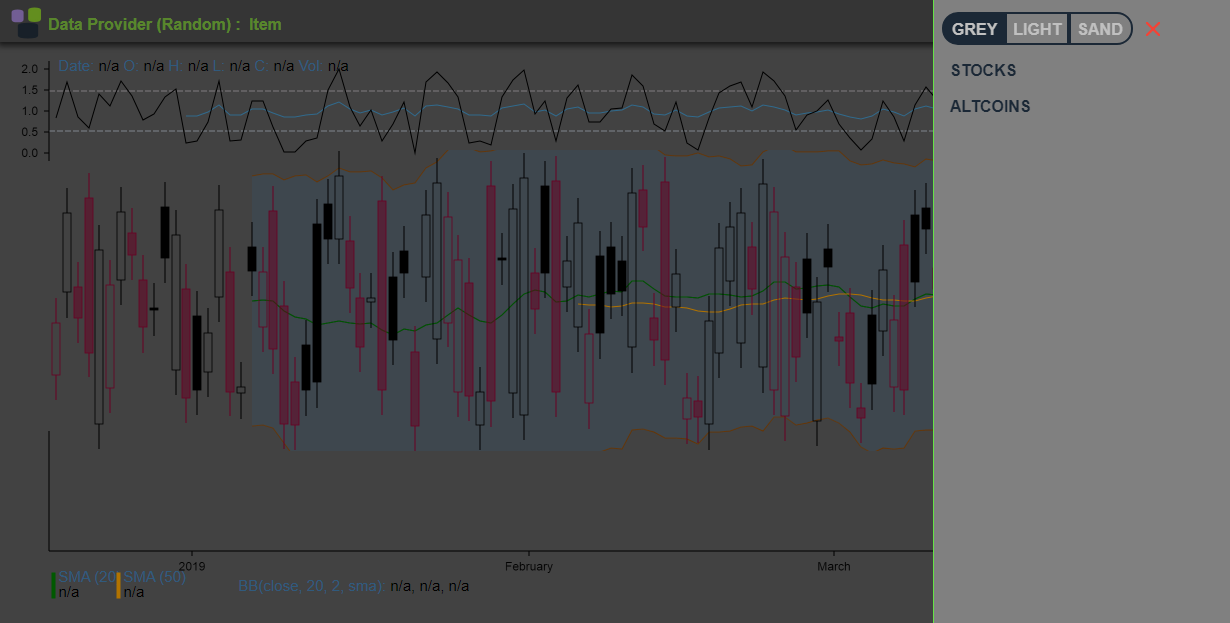 Data Provider (Random) : Item
GREY LIGHT SAND
STOCKS
ALTCOINS
Date: n/a O: n/a H: n/a L: n/a C: n/a Vol: n/a
2.0
1.5
1.0
0.5
0.0
2019 February March
SMA (20 SMA (50) BB(close, 20, 2, sma): n/a, n/a, n/a
n/a n/a